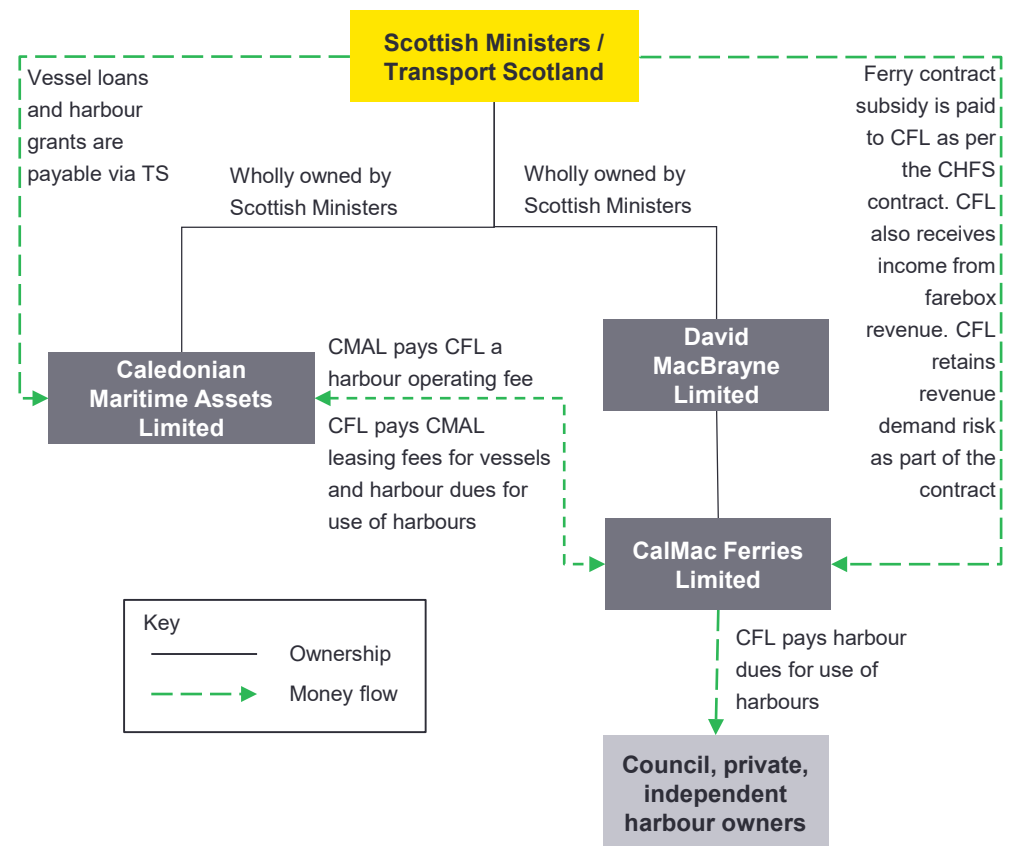 Scottish Ministers /
Transport Scotland
Vessel loans
and harbour
grants are
payable via TS
Ferry contract
subsidy is paid
to CFL as per
the CHFS
contract. CFL
also receives
income from
farebox
revenue. CFL
retains
revenue
demand risk
as part of the
contract
Wholly owned by
Scottish Ministers
Wholly owned by
Scottish Ministers
Caledonian
Maritime Assets
Limited
CMAL pays CFL a
harbour operating fee
CFL pays CMAL
leasing fees for vessels
and harbour dues for
use of harbours
David
MacBrayne
Limited
CalMac Ferries
Limited
Key
Ownership
Money flow
CFL pays harbour
dues for use of
harbours
Council, private,
independent
harbour owners